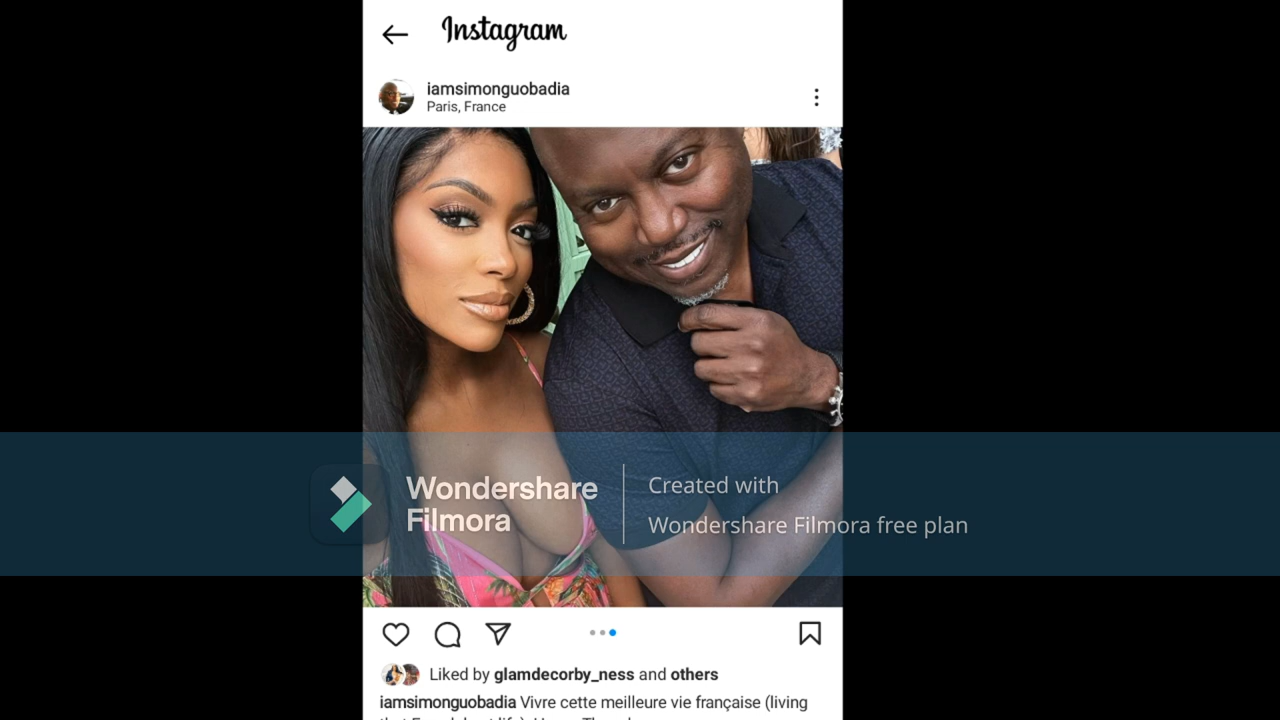 Instagram
iamsimonguobadia
Paris, France
Wondershare
Filmora
Created with
Wondershare Filmora free plan
Liked by glamdecorby_ness and others
iamsimonguobadia Vivre cette meilleure vie française (living